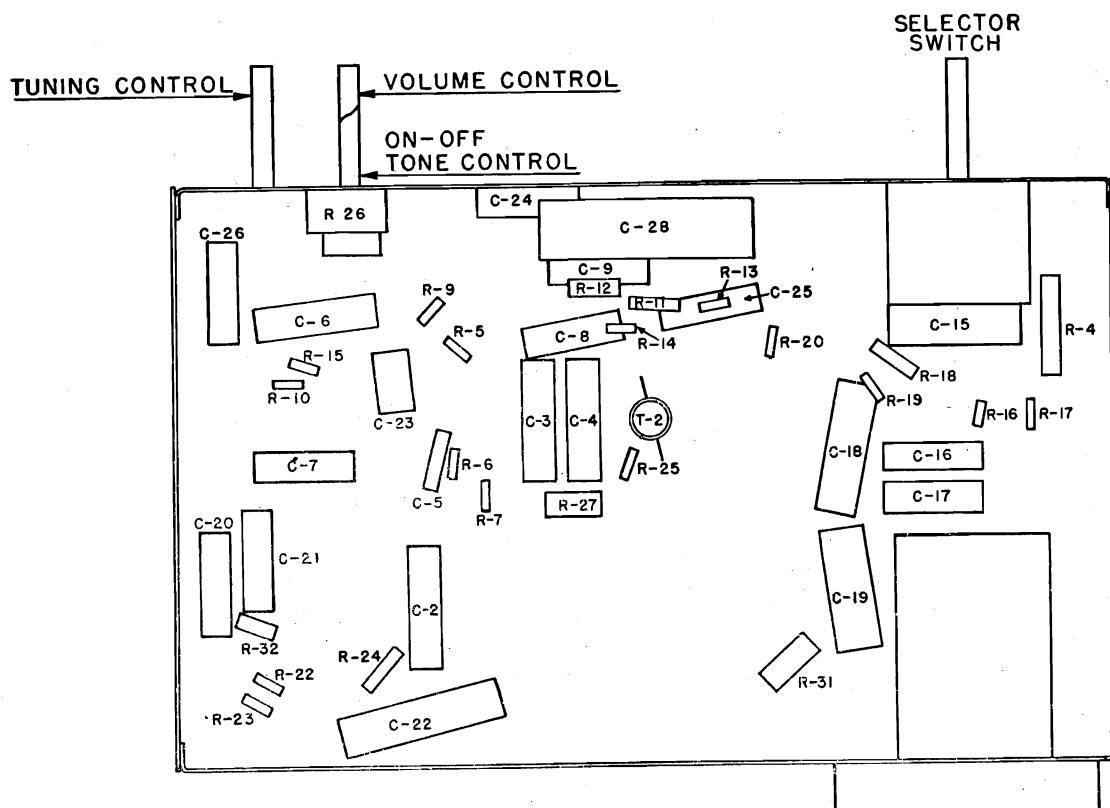 SELECTOR
SWITCH
TUNING CONTROL
VOLUME CONTROL
ON-OFF
TONE CONTROL
C-24
R 26
C-28
C-26
C-9
R-13
R-12
R-9
R-11
C-25
C-6
C-15
R-4
C-8
R-5
R-14
R-20
R-15
R-18
R-10
R-19
C-23
R-16
R-17
C-3
C-4
T-2
C-18
C-16
C-7
R-6
R-25
C-5
C-17
R-27
R-7
C-20
C-21
C-2
C-19
R-32
R-24
R-22
R-31
R-23
C-22